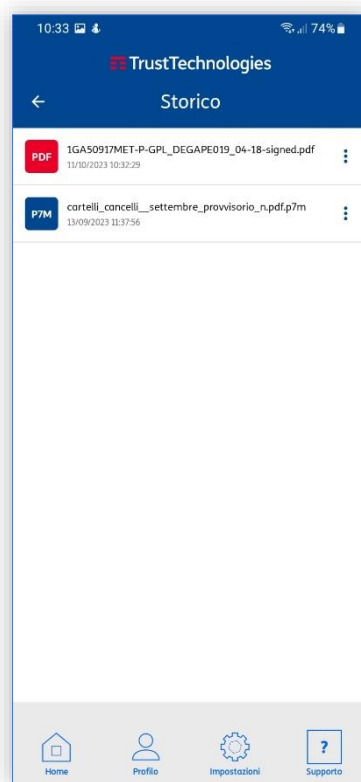 10:33 74%
TrustTechnologies
Storico
PDF
1GA50917MET-P-GPL_DEGAPE019_04-18-signed.pdf
11/10/2023 10:32:29
P7M
cartelli_cancelli__settembre_provvisorio_n.pdf.p7m
13/09/2023 11:37:56
?
Home Profilo Impostazioni Supporto